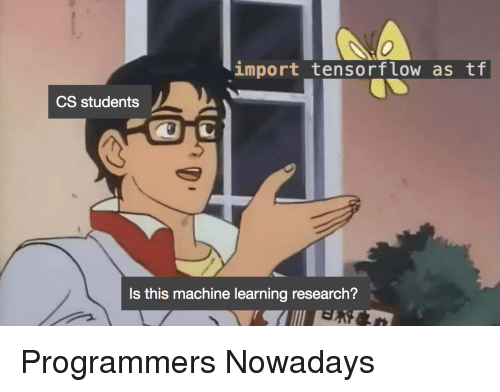 import tensorflow as tf
CS students
Is this machine learning research?
Programmers Nowadays